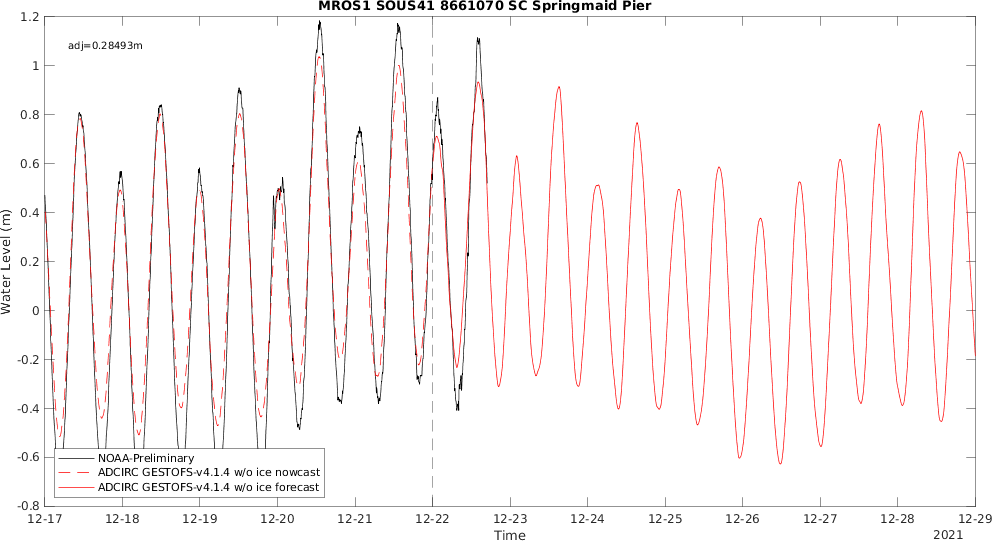 MROS1 SOUS41 8661070 SC Springmaid Pier
adj=0.28493m
1.2
1
0.8
0.6
0.4
0.2
0
-0.2
-0.4
-0.6
-0.8
Water Level (m)
NOAA-Preliminary
ADCIRC GESTOFS-v4.1.4 w/o ice nowcast
ADCIRC GESTOFS-v4.1.4 w/o ice forecast
12-17 12-18 12-19 12-20 12-21 12-22 12-23 12-24 12-25 12-26 12-27 12-28 12-29
Time
2021